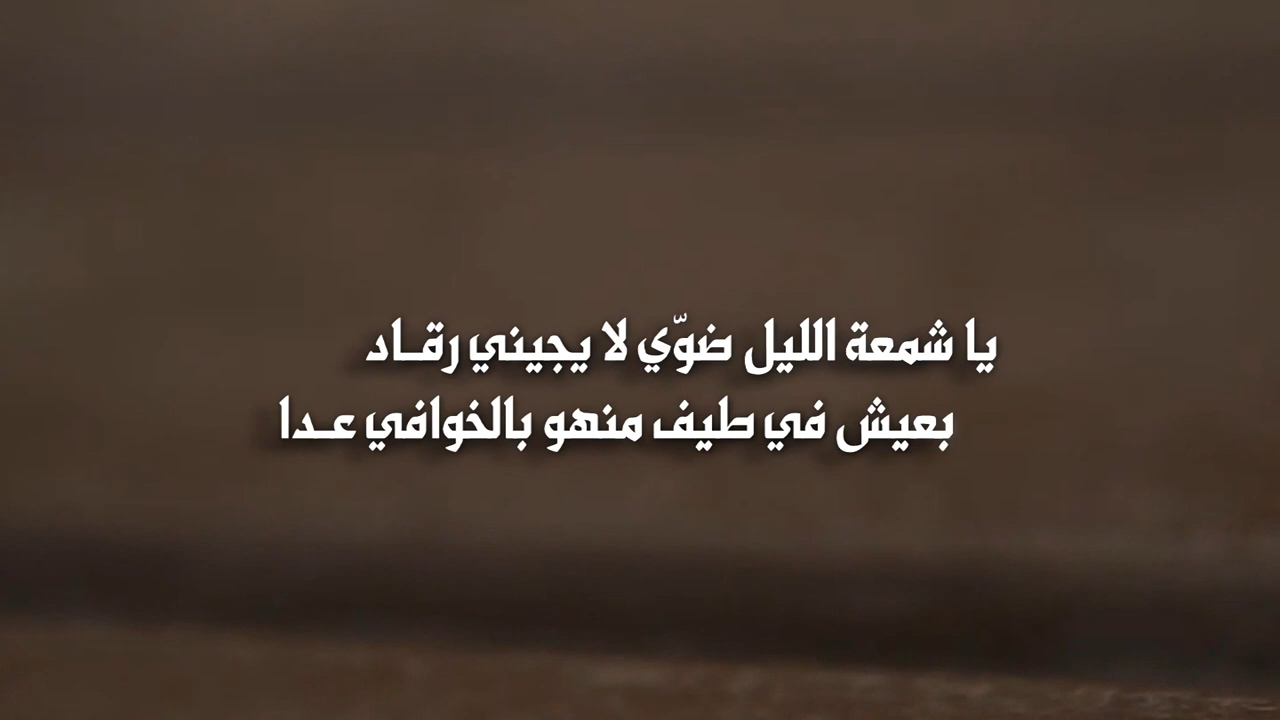 يا شمعة الليل ضوّي لا يجيني رقـاد
بعيش في طيف منهو بالخوافي عـدا